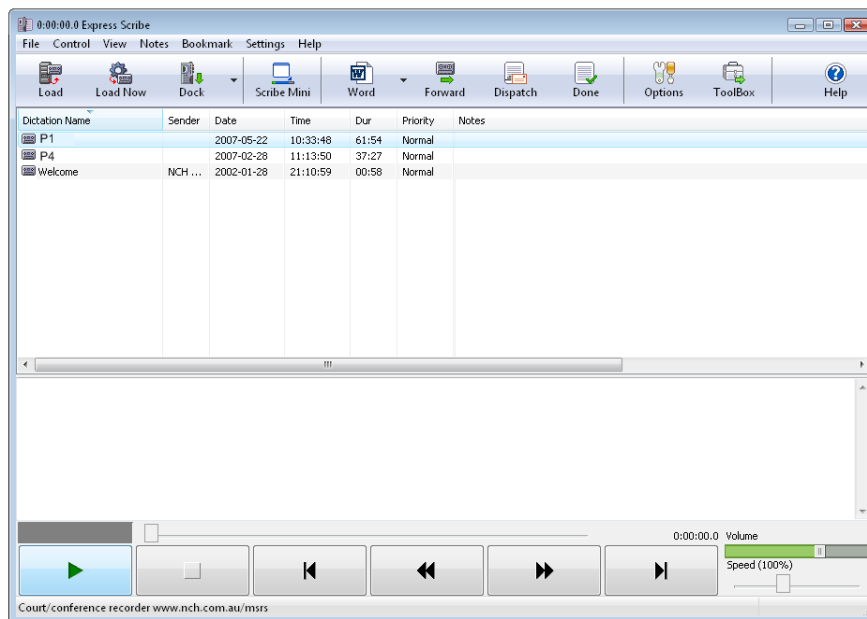 0:00:00.0 Express Scribe
File Control View Notes Bookmark Settings Help
Load Load Now Dock Scribe Mini Word Forward Dispatch Done Options ToolBox Help
Dictation Name Sender Date Time Dur Priority Notes
P1 2007-05-22 10:33:48 61:54 Normal
P4 2007-02-28 11:13:50 37:27 Normal
Welcome NCH ... 2002-01-28 21:10:59 00:58 Normal
0:00:00.0 Volume
Speed (100%)
Court/conference recorder www.nch.com.au/msrs